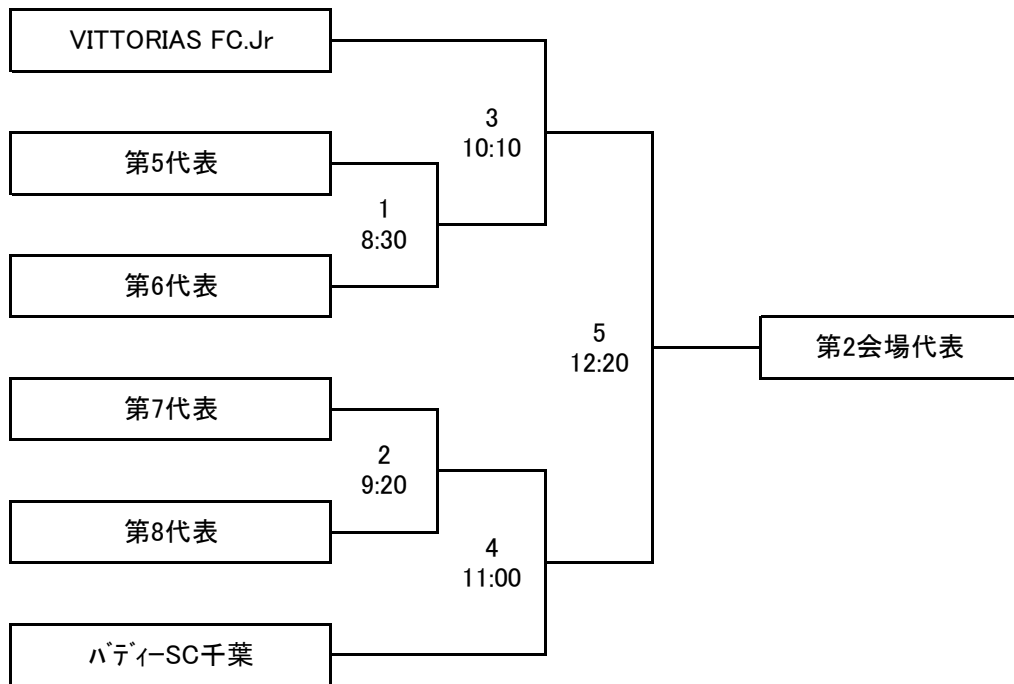 VITTORIAS FC.Jr
3
10:10
第5代表
1
8:30
第6代表
5
12:20
第2会場代表
第7代表
2
9:20
第8代表
4
11:00
ﾊﾞﾃﾞｨｰSC千葉